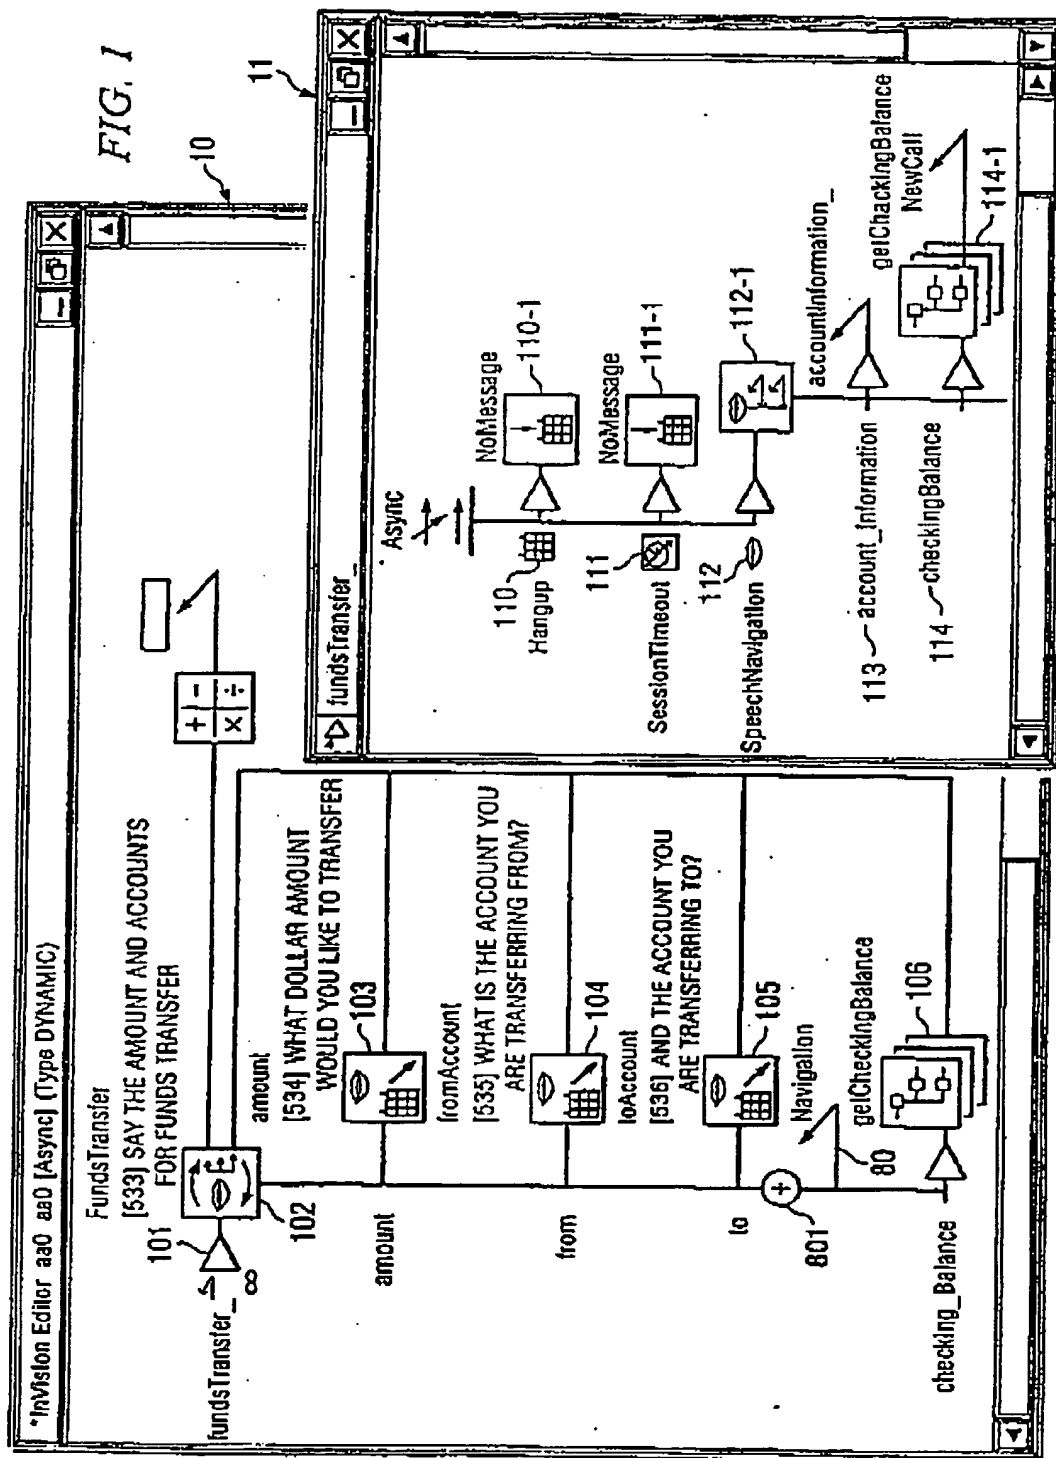 FIG. 1
10
11
*InVision Editor aa0 aa0 [Async] (Type DYNAMIC)
FundsTransfer
[533] SAY THE AMOUNT AND ACCOUNTS
FOR FUNDS TRANSFER
101
fundsTransfer_
8
102
+
−
×
÷
amount
[534] WHAT DOLLAR AMOUNT
WOULD YOU LIKE TO TRANSFER
103
amount
fromAccount
[535] WHAT IS THE ACCOUNT YOU
ARE TRANSFERRING FROM?
104
from
toAccount
[536] AND THE ACCOUNT YOU
ARE TRANSFERRING TO?
105
to
+
801
Navigation
80
getCheckingBalance
106
checking_Balance
fundsTransfer_
Async
NoMessage
110-1
110
Hangup
NoMessage
111-1
111
SessionTimeout
112-1
112
SpeechNavigation
accountInformation_
113
account_Information
getChackingBalance
NewCall
114-1
114
checkingBalance